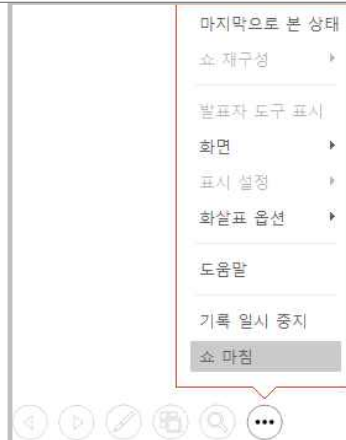 마지막으로 본 상태
쇼 재구성
발표자 도구 표시
화면
표시 설정
화살표 옵션
도움말
기록 일시 중지
쇼 마침